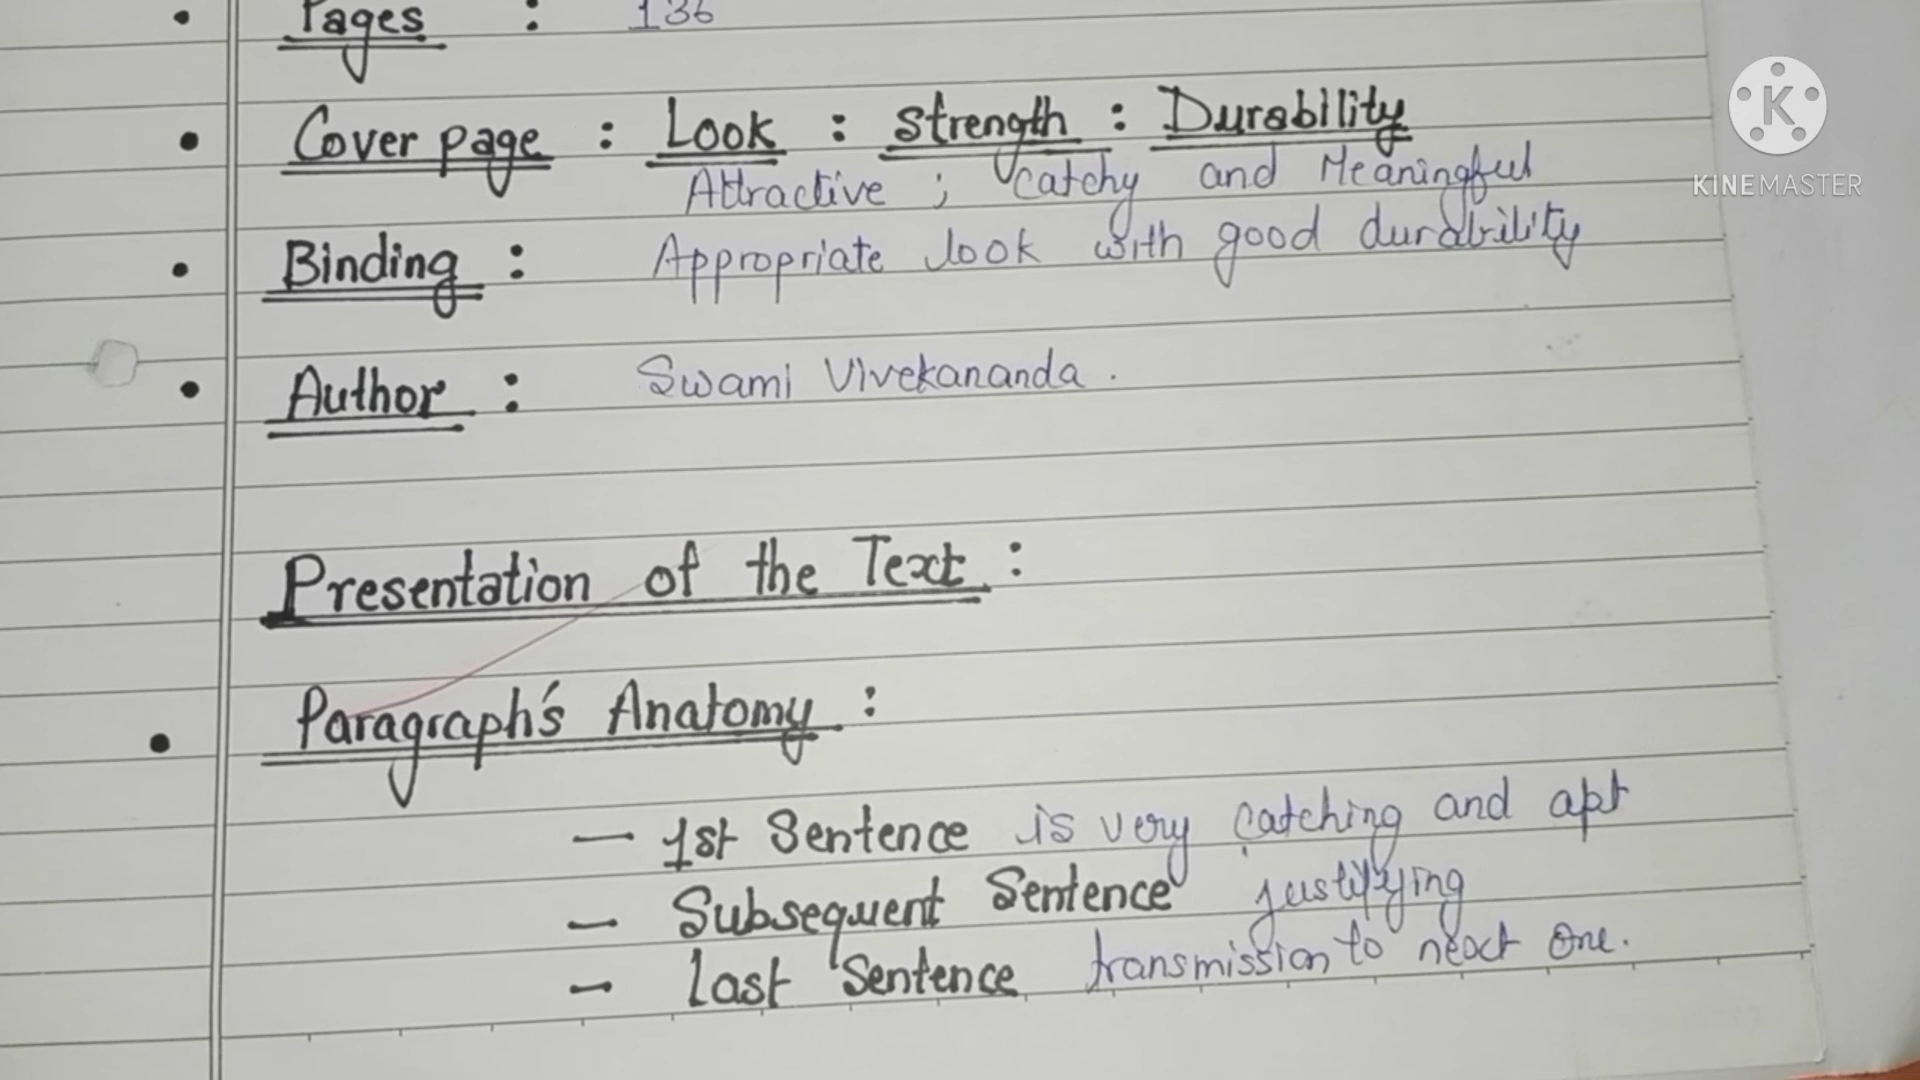 • Pages : 136
• Cover page : Look : Strength : Durability
Attractive ; catchy and Meaningful
• Binding : Appropriate look with good durability
• Author : Swami Vivekananda.
Presentation of the Text :
• Paragraph's Anatomy :
— 1st Sentence is very catching and apt
— Subsequent Sentence justifying
— Last Sentence transmission to next one.
K
KINEMASTER